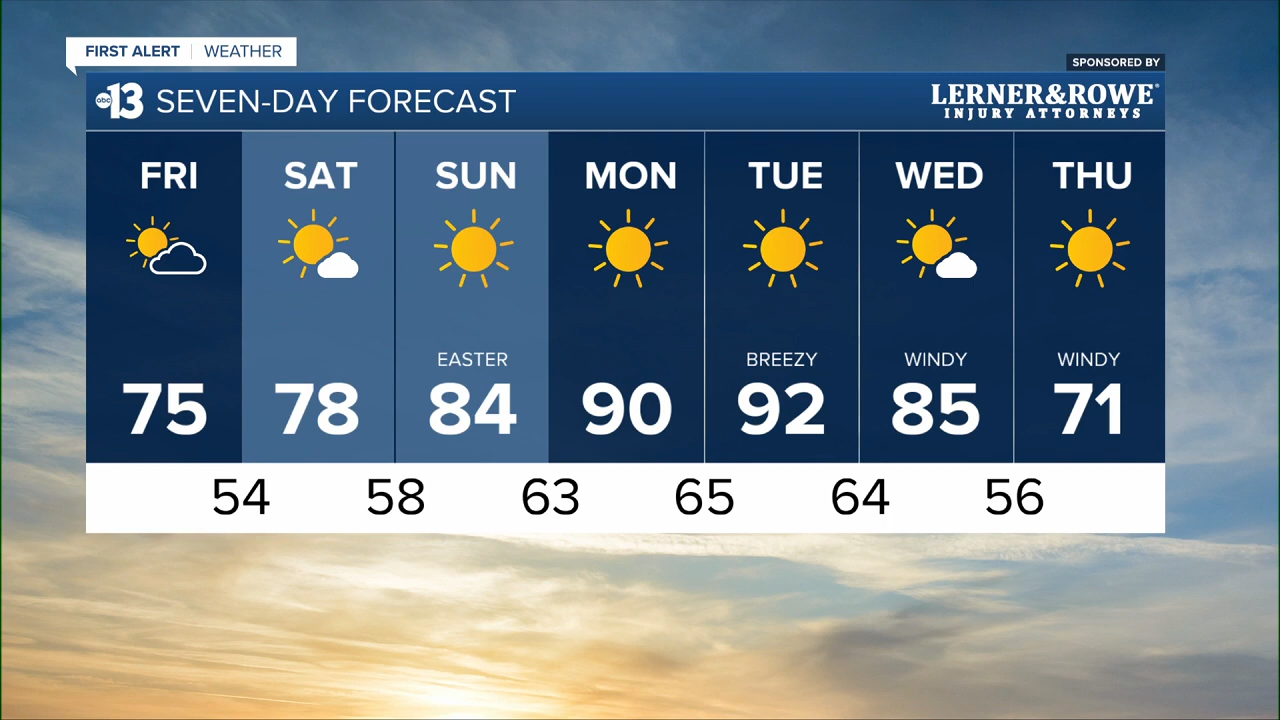 FIRST ALERT | WEATHER
SPONSORED BY
abc 13 SEVEN-DAY FORECAST
LERNER&ROWE®
INJURY ATTORNEYS
FRI SAT SUN MON TUE WED THU
EASTER BREEZY WINDY WINDY
75 78 84 90 92 85 71
54 58 63 65 64 56